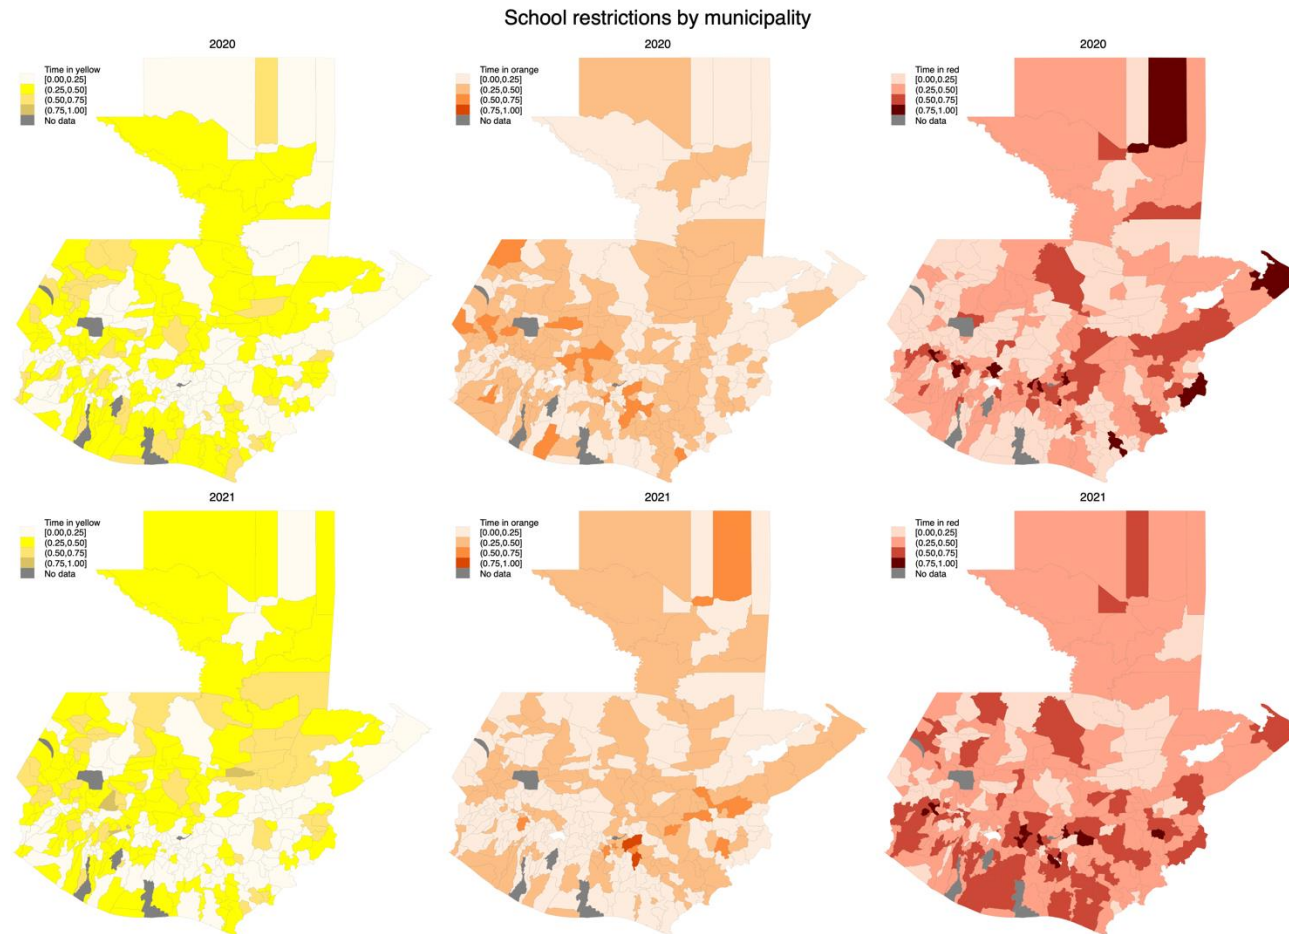 School restrictions by municipality
2020
Time in yellow
[0.00,0.25]
(0.25,0.50]
(0.50,0.75]
(0.75,1.00]
No data
2020
Time in orange
[0.00,0.25]
(0.25,0.50]
(0.50,0.75]
(0.75,1.00]
No data
2020
Time in red
[0.00,0.25]
(0.25,0.50]
(0.50,0.75]
(0.75,1.00]
No data
2021
Time in yellow
[0.00,0.25]
(0.25,0.50]
(0.50,0.75]
(0.75,1.00]
No data
2021
Time in orange
[0.00,0.25]
(0.25,0.50]
(0.50,0.75]
(0.75,1.00]
No data
2021
Time in red
[0.00,0.25]
(0.25,0.50]
(0.50,0.75]
(0.75,1.00]
No data